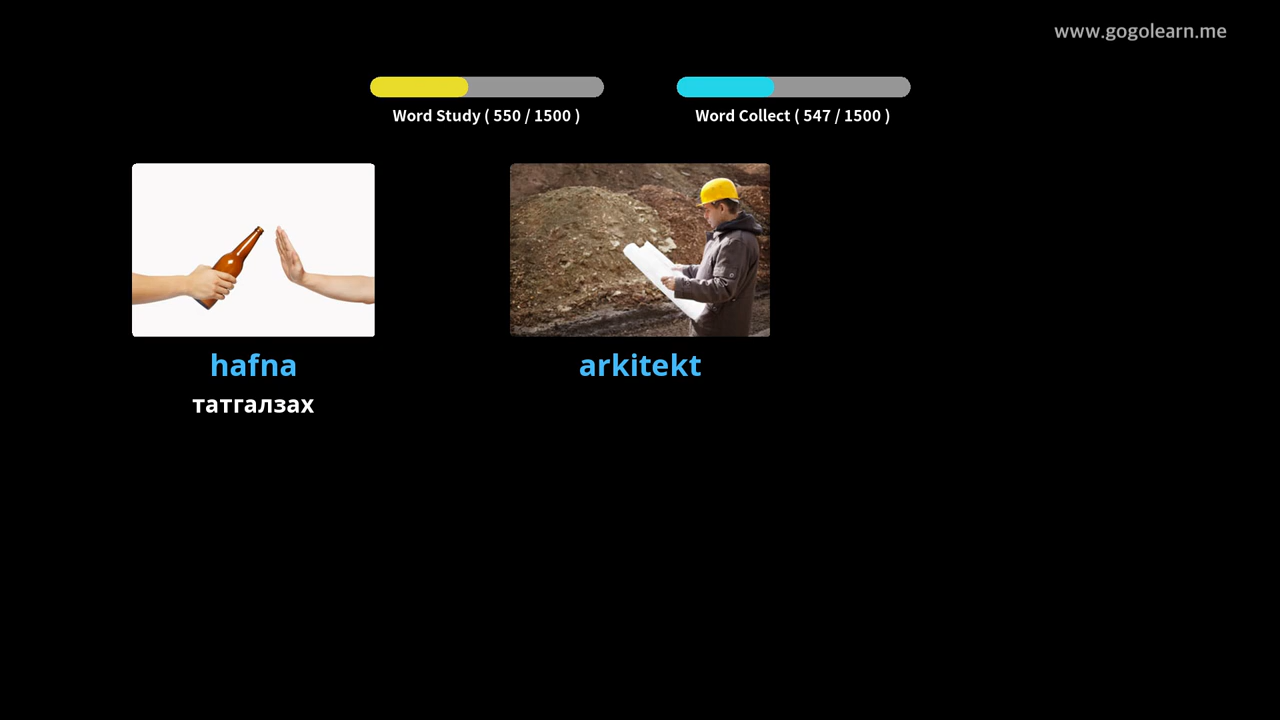 www.gogolearn.me
Word Study ( 550 / 1500 )
Word Collect ( 547 / 1500 )
hafna
arkitekt
татгалзах